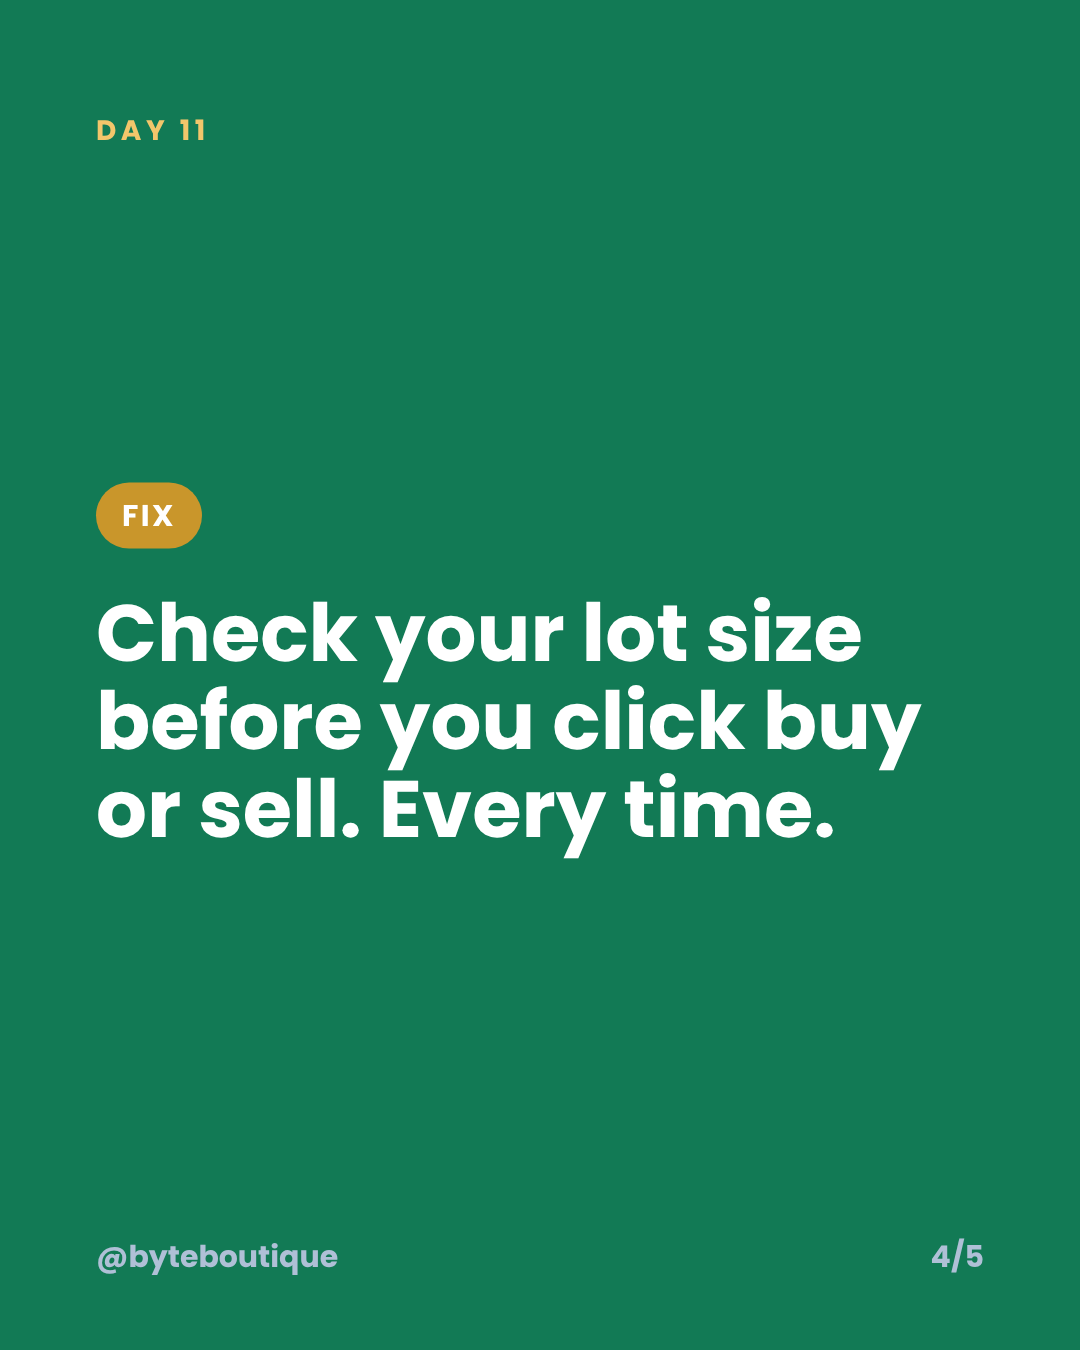 DAY 11
FIX
Check your lot size
before you click buy
or sell. Every time.
@byteboutique
4/5